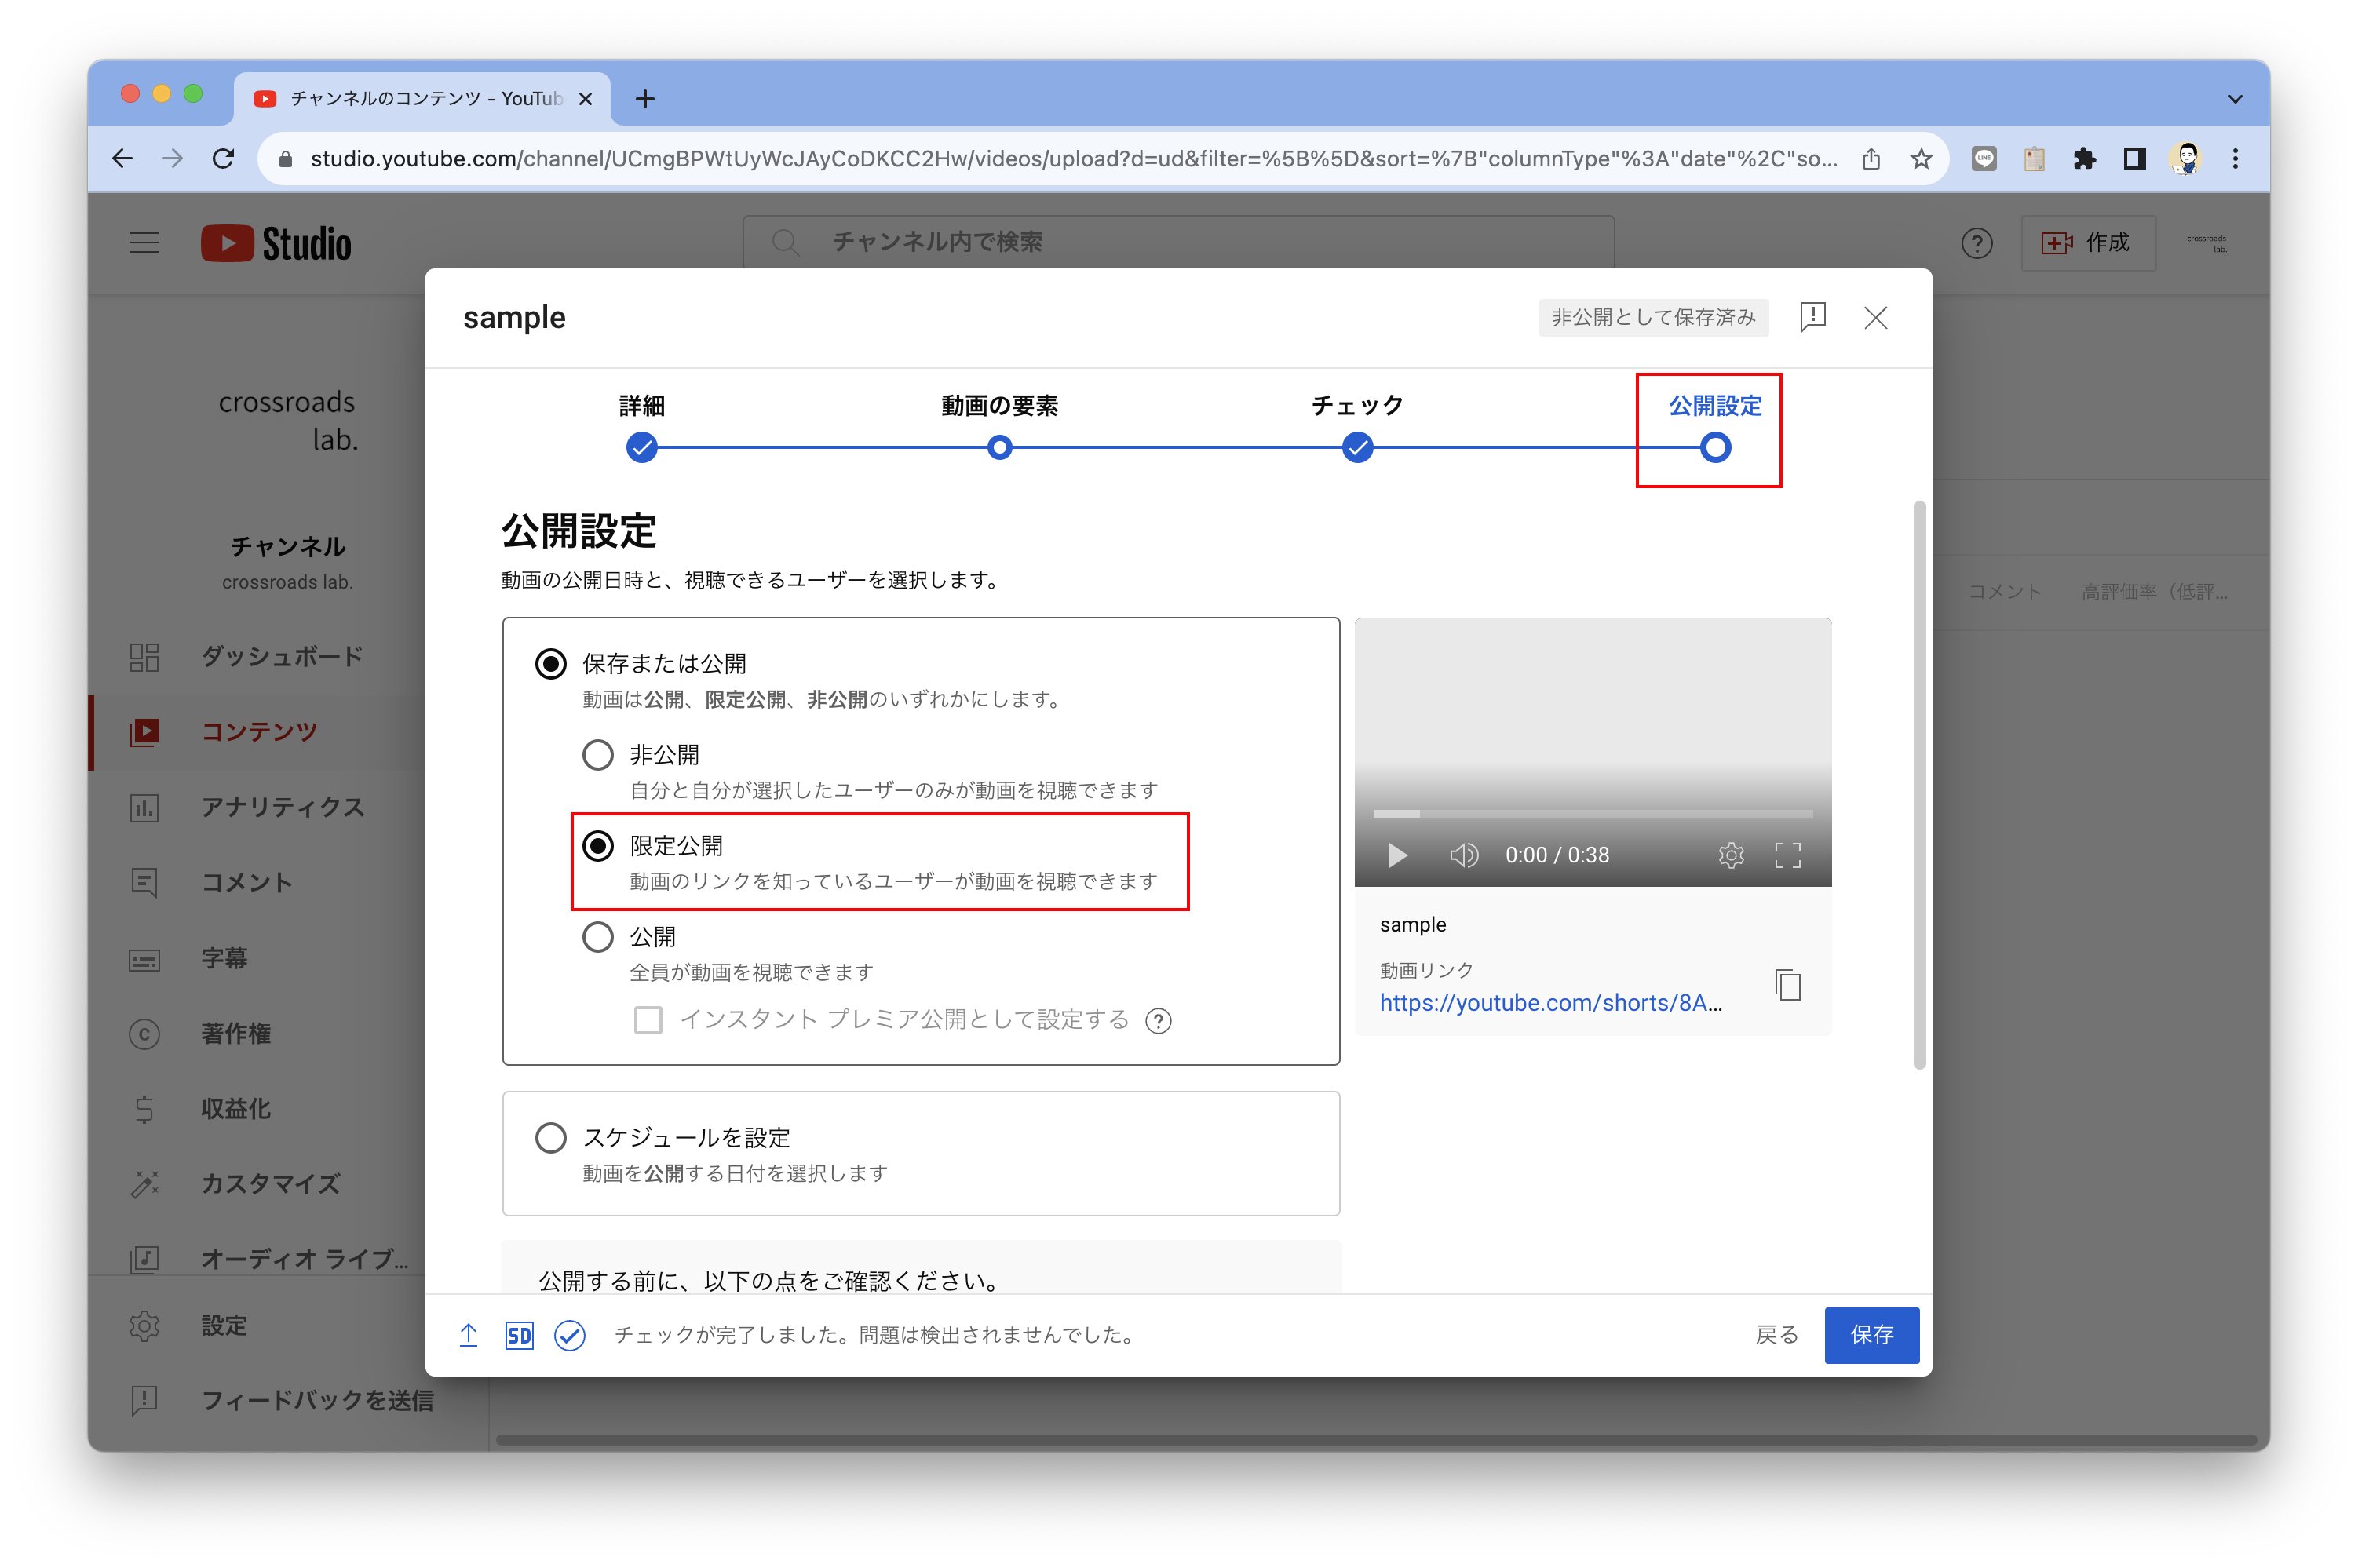 チャンネルのコンテンツ - YouTub
studio.youtube.com/channel/UCmgBPWtUyWcJAyCoDKCC2Hw/videos/upload?d=ud&filter=%5B%5D&sort=%7B"columnType"%3A"date"%2C"so...
LINE
Studio
チャンネル内で検索
作成
crossroads
lab.
crossroads
lab.
チャンネル
crossroads lab.
ダッシュボード
コンテンツ
アナリティクス
コメント
字幕
著作権
収益化
カスタマイズ
オーディオ ライブ...
設定
フィードバックを送信
コメント
高評価率（低評...
sample
非公開として保存済み
詳細
動画の要素
チェック
公開設定
公開設定
動画の公開日時と、視聴できるユーザーを選択します。
保存または公開
動画は公開、限定公開、非公開のいずれかにします。
非公開
自分と自分が選択したユーザーのみが動画を視聴できます
限定公開
動画のリンクを知っているユーザーが動画を視聴できます
公開
全員が動画を視聴できます
インスタント プレミア公開として設定する
スケジュールを設定
動画を公開する日付を選択します
公開する前に、以下の点をご確認ください。
0:00 / 0:38
sample
動画リンク
https://youtube.com/shorts/8A...
SD
チェックが完了しました。問題は検出されませんでした。
戻る
保存